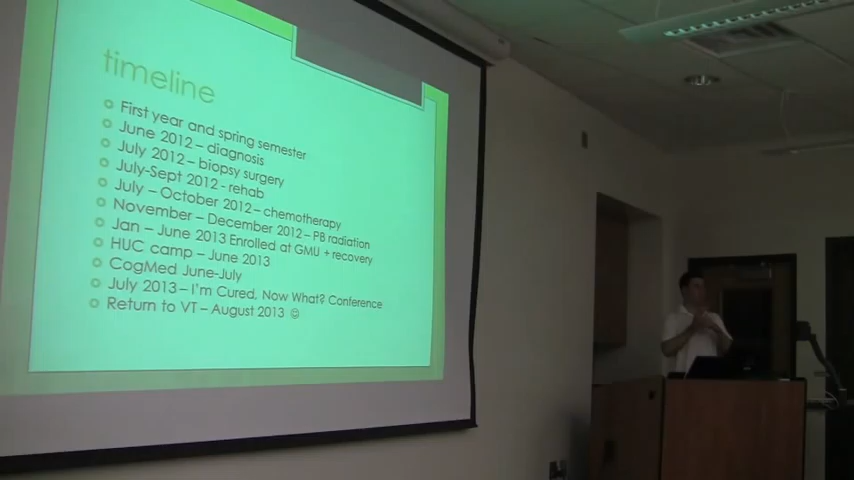 timeline
First year and spring semester
June 2012 – diagnosis
July 2012 – biopsy surgery
July-Sept 2012 - rehab
July – October 2012 – chemotherapy
November – December 2012 – PB radiation
Jan – June 2013 Enrolled at GMU + recovery
HUC camp – June 2013
CogMed June-July
July 2013 – I'm Cured, Now What? Conference
Return to VT – August 2013 ☺